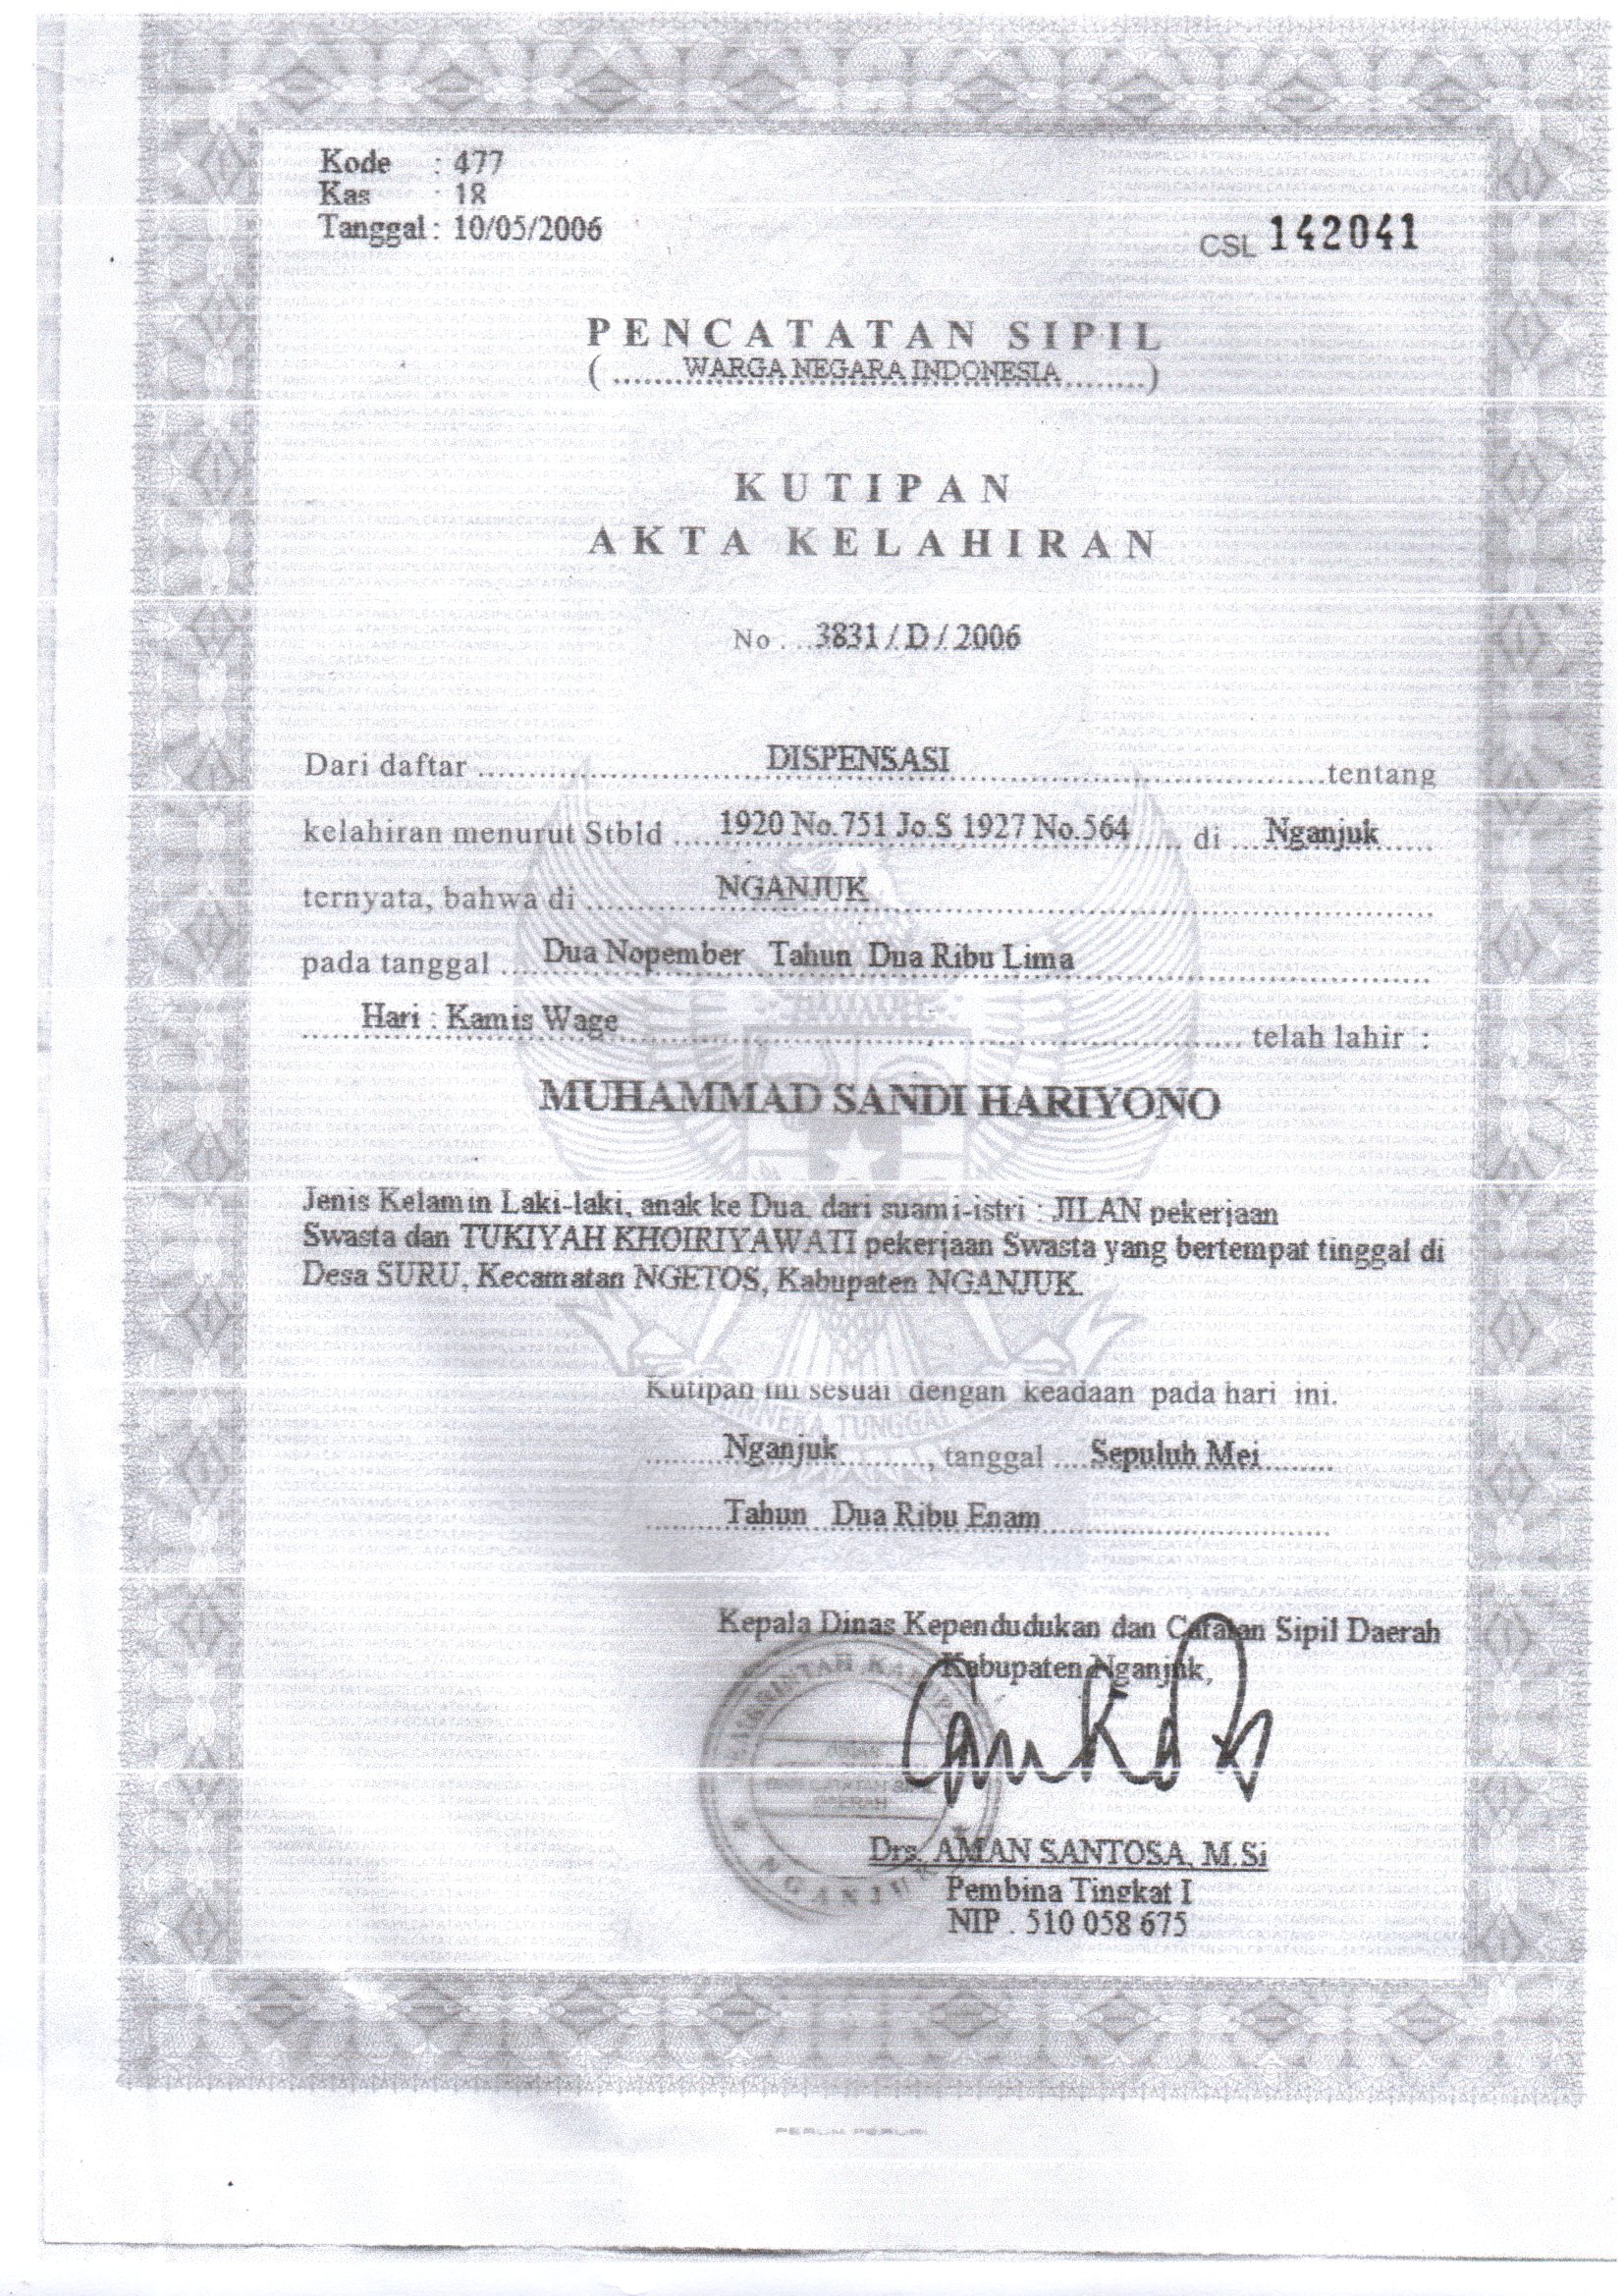 Kode : 477
Kas : 18
Tanggal : 10/05/2006
CSL 142041
PENCATATAN SIPIL
(.....WARGA NEGARA INDONESIA.....)
KUTIPAN
AKTA KELAHIRAN
No ... 3831 / D / 2006
Dari daftar ..... DISPENSASI ..... tentang
kelahiran menurut Stbld ..... 1920 No.751 Jo.S 1927 No.564 ..... di ... Nganjuk .....
ternyata, bahwa di ..... NGANJUK .....
pada tanggal ..... Dua Nopember Tahun Dua Ribu Lima .....
..... Hari : Kamis Wage ..... telah lahir :
MUHAMMAD SANDI HARIYONO
Jenis Kelamin Laki-laki, anak ke Dua. dari suami-istri : JILAN pekerjaan
Swasta dan TUKIYAH KHOIRIYAWATI pekerjaan Swasta yang bertempat tinggal di
Desa SURU, Kecamatan NGETOS, Kabupaten NGANJUK.
Kutipan ini sesuai dengan keadaan pada hari ini.
NNEKA TUNGGAL
..... Nganjuk ....., tanggal ..... Sepuluh Mei .....
..... Tahun Dua Ribu Enam .....
Kepala Dinas Kependudukan dan Catatan Sipil Daerah
Kabupaten Nganjuk,
DAERAH
NGANJUK
Drs. AMAN SANTOSA, M.Si
Pembina Tingkat I
NIP . 510 058 675
PERUM PERURI